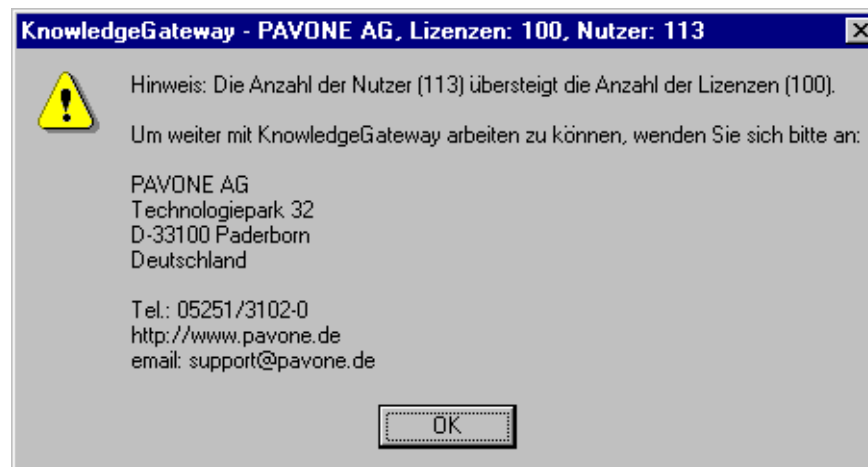 KnowledgeGateway - PAVONE AG, Lizenzen: 100, Nutzer: 113
Hinweis: Die Anzahl der Nutzer (113) übersteigt die Anzahl der Lizenzen (100).
Um weiter mit KnowledgeGateway arbeiten zu können, wenden Sie sich bitte an:
PAVONE AG
Technologiepark 32
D-33100 Paderborn
Deutschland
Tel.: 05251/3102-0
http://www.pavone.de
email: support@pavone.de
OK